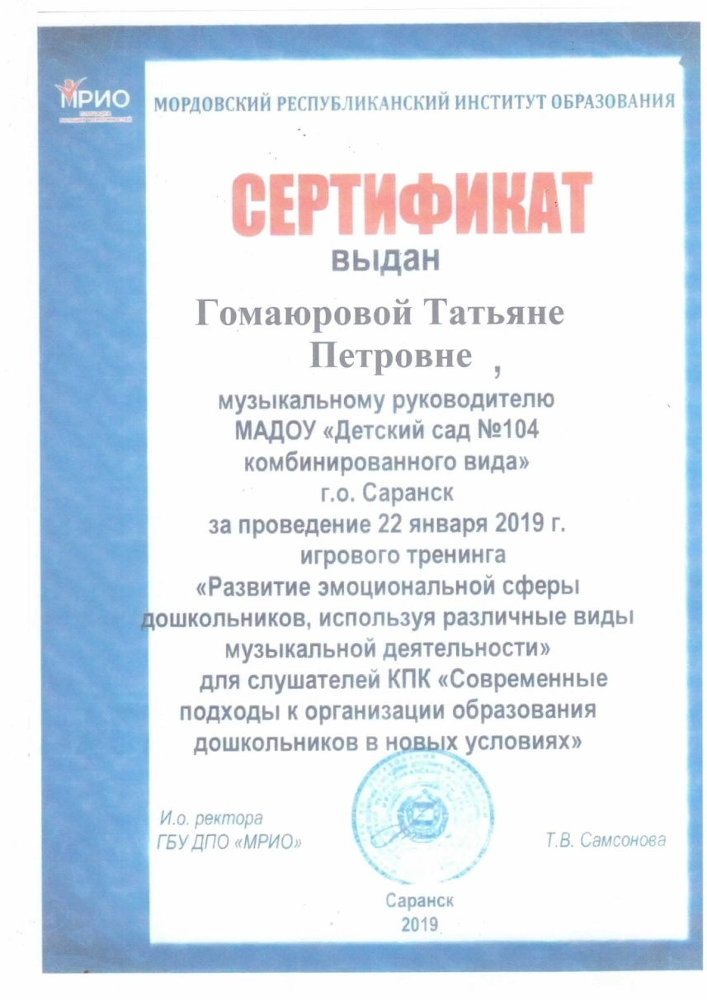 МРИО
МОРДОВСКИЙ РЕСПУБЛИКАНСКИЙ ИНСТИТУТ ОБРАЗОВАНИЯ
СЕРТИФИКАТ
выдан
Гомаюровой Татьяне
Петровне ,
музыкальному руководителю
МАДОУ «Детский сад №104
комбинированного вида»
г.о. Саранск
за проведение 22 января 2019 г.
игрового тренинга
«Развитие эмоциональной сферы
дошкольников, используя различные виды
музыкальной деятельности»
для слушателей КПК «Современные
подходы к организации образования
дошкольников в новых условиях»
И.о. ректора
ГБУ ДПО «МРИО»
Т.В. Самсонова
Саранск
2019